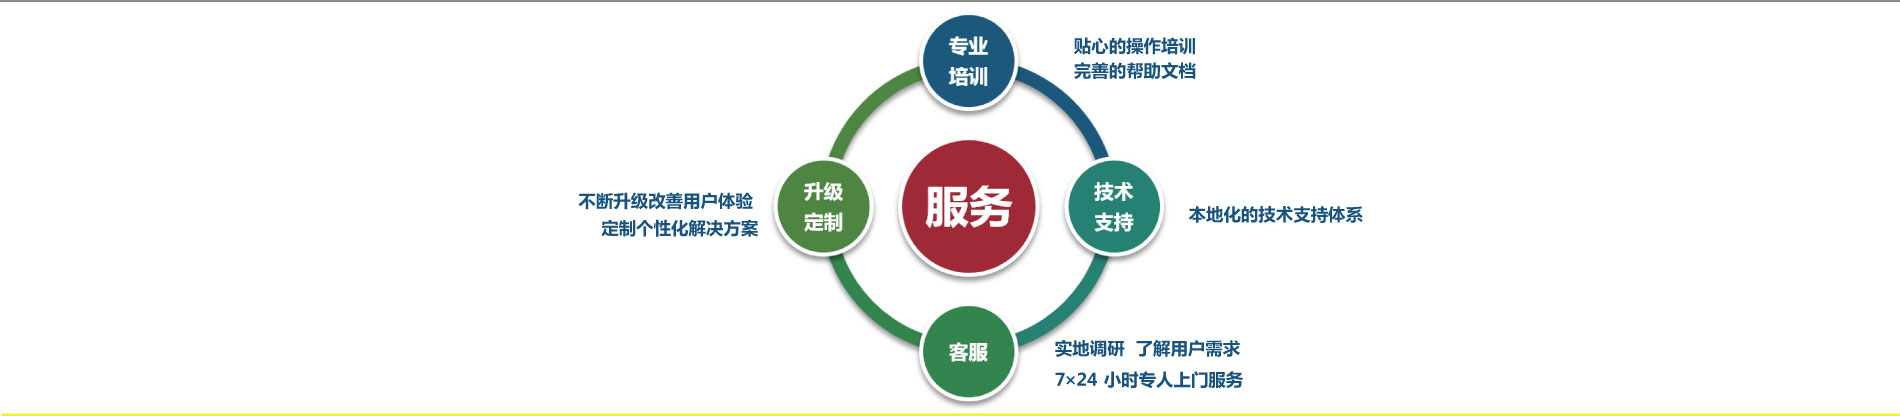 专业
培训
贴心的操作培训
完善的帮助文档
升级
定制
不断升级改善用户体验
定制个性化解决方案
服务
技术
支持
本地化的技术支持体系
客服
实地调研 了解用户需求
7×24 小时专人上门服务